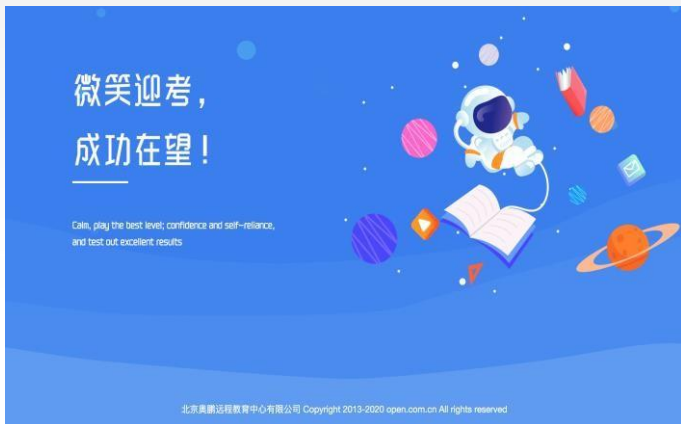 微笑迎考，
成功在望！
Calm, play the best level; confidence and self-reliance,
and test out excellent results
北京奥鹏远程教育中心有限公司 Copyright 2013-2020 open.com.cn All rights reserved